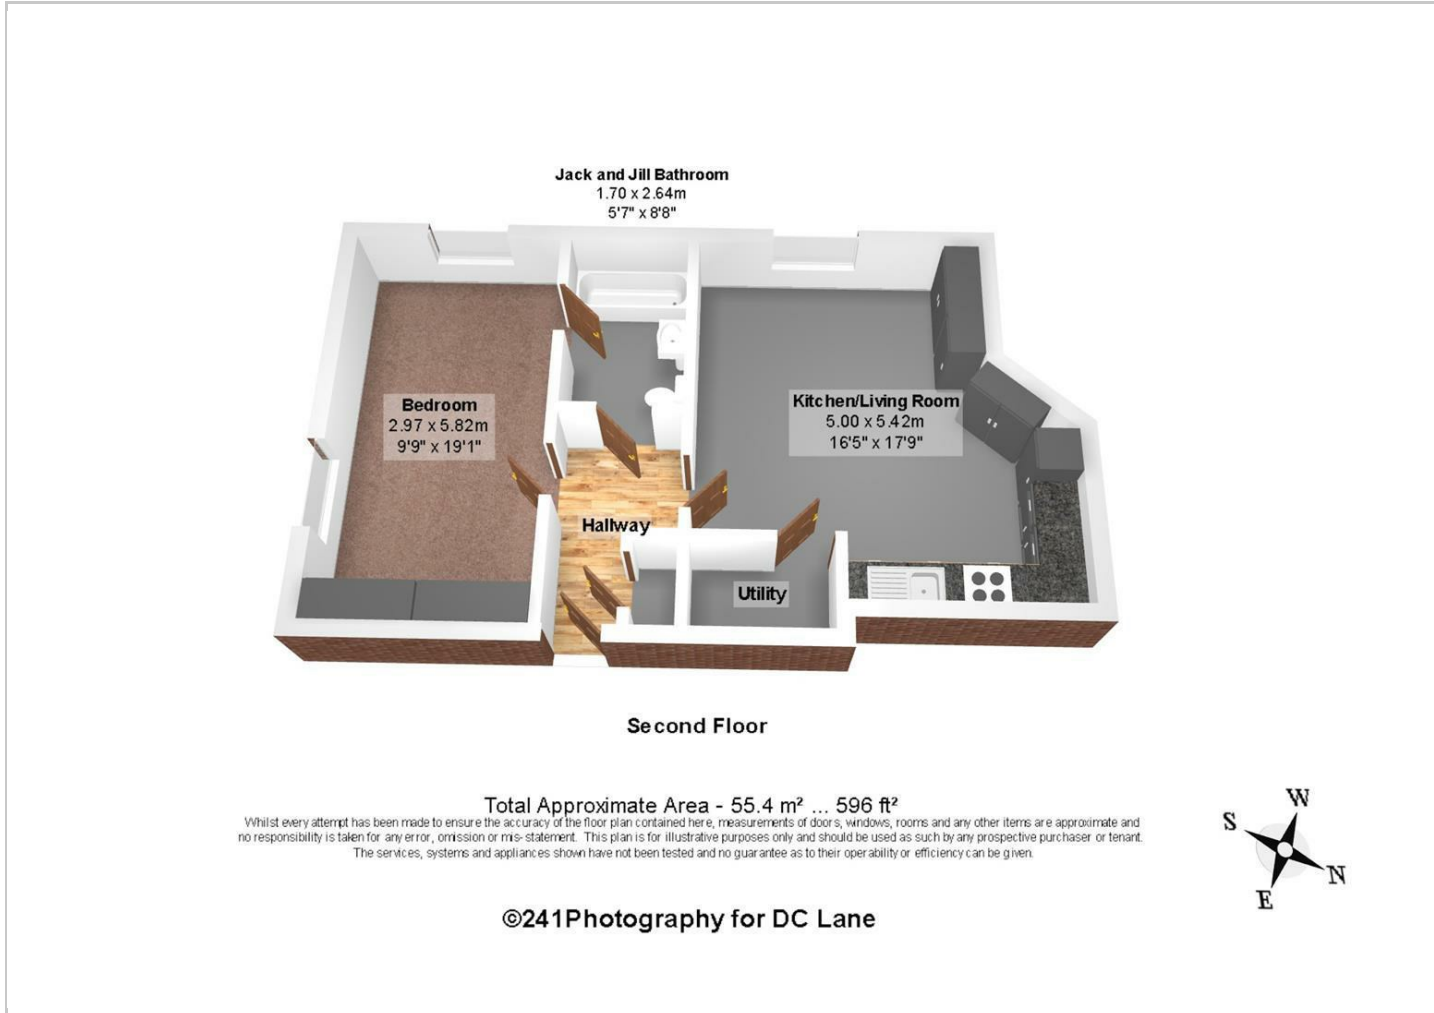 Jack and Jill Bathroom
1.70 x 2.64m
5'7" x 8'8"
Bedroom
2.97 x 5.82m
9'9" x 19'1"
Kitchen/Living Room
5.00 x 5.42m
16'5" x 17'9"
Hallway
Utility
Second Floor
Total Approximate Area - 55.4 m² ... 596 ft²
Whilst every attempt has been made to ensure the accuracy of the floor plan contained here, measurements of doors, windows, rooms and any other items are approximate and
no responsibility is taken for any error, omission or mis- statement. This plan is for illustrative purposes only and should be used as such by any prospective purchaser or tenant.
The services, systems and appliances shown have not been tested and no guarantee as to their operability or efficiency can be given.
©241Photography for DC Lane
W
S
N
E